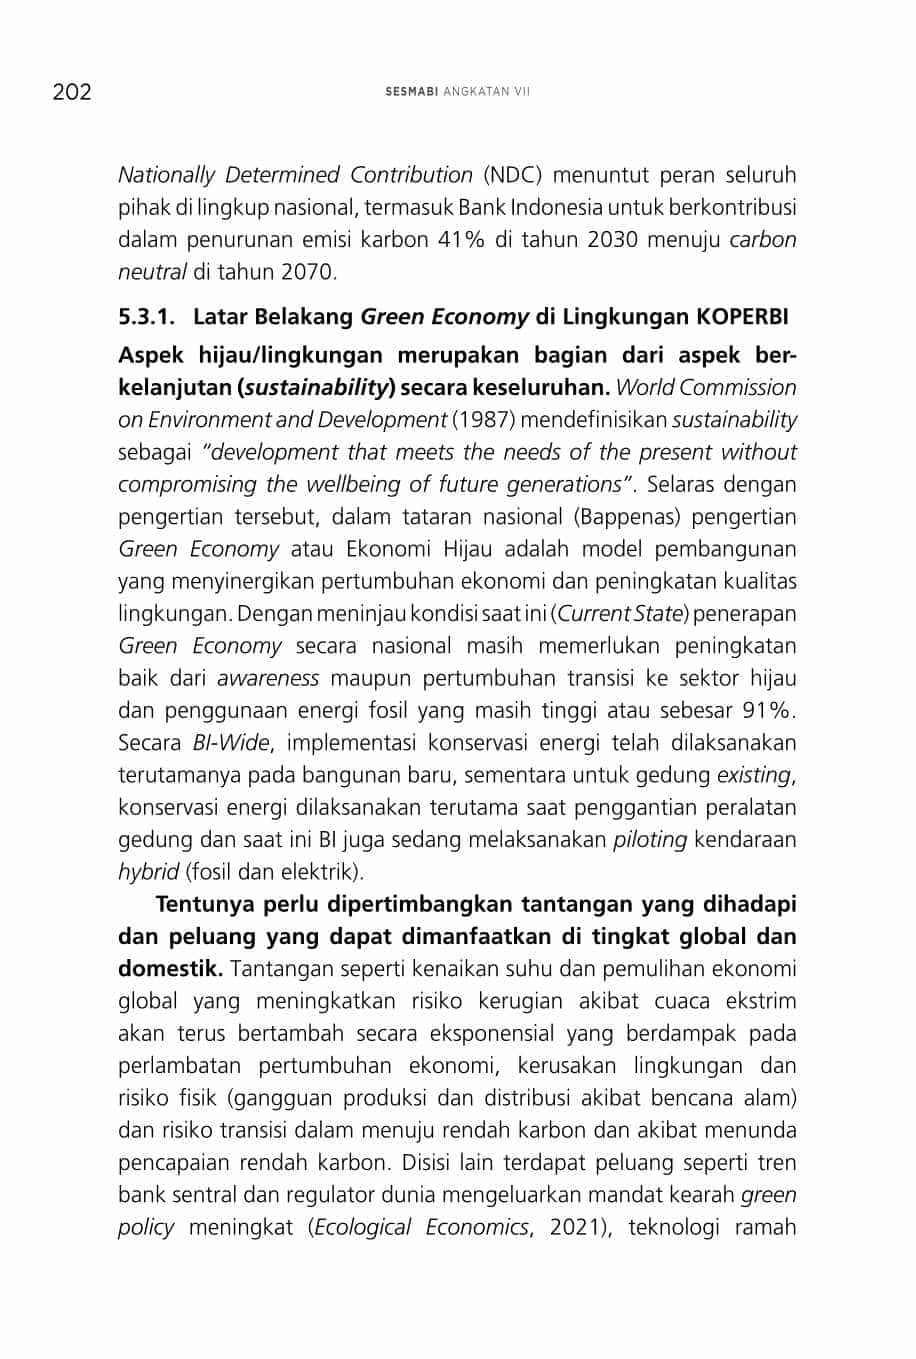 202
SESMABI ANGKATAN VII
Nationally Determined Contribution (NDC) menuntut peran seluruh
pihak di lingkup nasional, termasuk Bank Indonesia untuk berkontribusi
dalam penurunan emisi karbon 41% di tahun 2030 menuju carbon
neutral di tahun 2070.
5.3.1. Latar Belakang Green Economy di Lingkungan KOPERBI
Aspek hijau/lingkungan merupakan bagian dari aspek ber-
kelanjutan (sustainability) secara keseluruhan. World Commission
on Environment and Development (1987) mendefinisikan sustainability
sebagai “development that meets the needs of the present without
compromising the wellbeing of future generations”. Selaras dengan
pengertian tersebut, dalam tataran nasional (Bappenas) pengertian
Green Economy atau Ekonomi Hijau adalah model pembangunan
yang menyinergikan pertumbuhan ekonomi dan peningkatan kualitas
lingkungan. Dengan meninjau kondisi saat ini (Current State) penerapan
Green Economy secara nasional masih memerlukan peningkatan
baik dari awareness maupun pertumbuhan transisi ke sektor hijau
dan penggunaan energi fosil yang masih tinggi atau sebesar 91%.
Secara BI-Wide, implementasi konservasi energi telah dilaksanakan
terutamanya pada bangunan baru, sementara untuk gedung existing,
konservasi energi dilaksanakan terutama saat penggantian peralatan
gedung dan saat ini BI juga sedang melaksanakan piloting kendaraan
hybrid (fosil dan elektrik).
Tentunya perlu dipertimbangkan tantangan yang dihadapi
dan peluang yang dapat dimanfaatkan di tingkat global dan
domestik. Tantangan seperti kenaikan suhu dan pemulihan ekonomi
global yang meningkatkan risiko kerugian akibat cuaca ekstrim
akan terus bertambah secara eksponensial yang berdampak pada
perlambatan pertumbuhan ekonomi, kerusakan lingkungan dan
risiko fisik (gangguan produksi dan distribusi akibat bencana alam)
dan risiko transisi dalam menuju rendah karbon dan akibat menunda
pencapaian rendah karbon. Disisi lain terdapat peluang seperti tren
bank sentral dan regulator dunia mengeluarkan mandat kearah green
policy meningkat (Ecological Economics, 2021), teknologi ramah